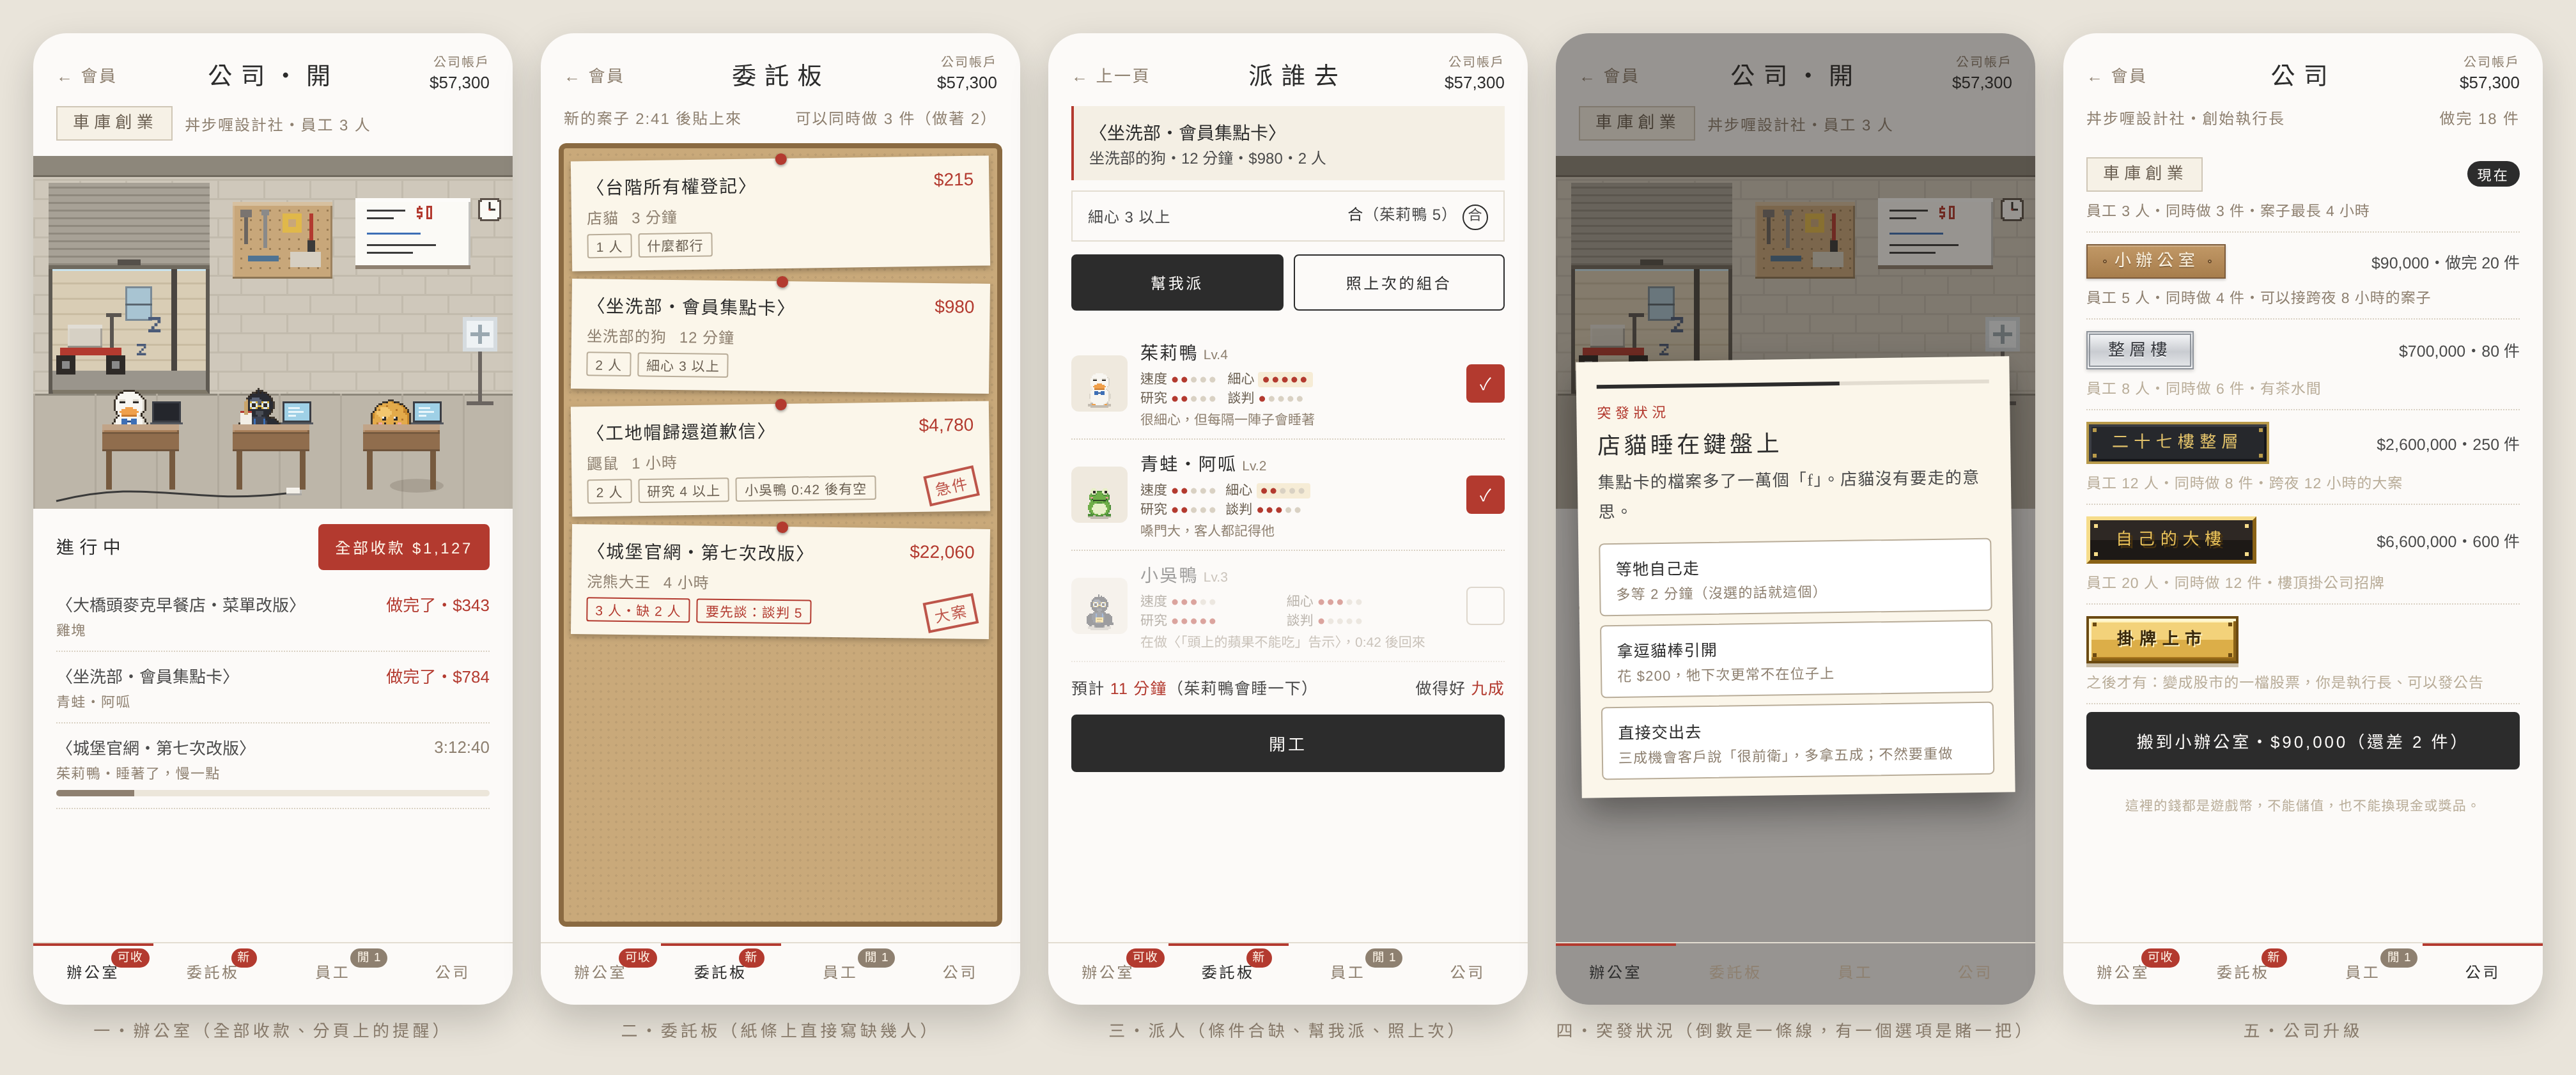 ← 會員
公司・開
公司帳戶
$57,300
車庫創業
丼步喱設計社・員工 3 人
$0
Z
Z
進行中
全部收款 $1,127
〈大橋頭麥克早餐店・菜單改版〉
做完了・$343
雞塊
〈坐洗部・會員集點卡〉
做完了・$784
青蛙・阿呱
〈城堡官網・第七次改版〉
3:12:40
茱莉鴨・睡著了，慢一點
辦公室
可收
委託板
新
員工
閒 1
公司
一・辦公室（全部收款、分頁上的提醒）
← 會員
委託板
公司帳戶
$57,300
新的案子 2:41 後貼上來
可以同時做 3 件（做著 2）
〈台階所有權登記〉
$215
店貓 3 分鐘
1 人
什麼都行
〈坐洗部・會員集點卡〉
$980
坐洗部的狗 12 分鐘
2 人
細心 3 以上
〈工地帽歸還道歉信〉
$4,780
鼴鼠 1 小時
2 人
研究 4 以上
小吳鴨 0:42 後有空
急件
〈城堡官網・第七次改版〉
$22,060
浣熊大王 4 小時
3 人・缺 2 人
要先談：談判 5
大案
辦公室
可收
委託板
新
員工
閒 1
公司
二・委託板（紙條上直接寫缺幾人）
← 上一頁
派誰去
公司帳戶
$57,300
〈坐洗部・會員集點卡〉
坐洗部的狗・12 分鐘・$980・2 人
細心 3 以上
合（茱莉鴨 5）
合
幫我派
照上次的組合
茱莉鴨 Lv.4
速度
細心
研究
談判
很細心，但每隔一陣子會睡著
✓
青蛙・阿呱 Lv.2
速度
細心
研究
談判
嗓門大，客人都記得他
✓
小吳鴨 Lv.3
速度
細心
研究
談判
在做〈「頭上的蘋果不能吃」告示〉，0:42 後回來
預計 11 分鐘（茱莉鴨會睡一下）
做得好 九成
開工
辦公室
可收
委託板
新
員工
閒 1
公司
三・派人（條件合缺、幫我派、照上次）
← 會員
公司・開
公司帳戶
$57,300
車庫創業
丼步喱設計社・員工 3 人
$0
Z
Z
突發狀況
店貓睡在鍵盤上
集點卡的檔案多了一萬個「f」。店貓沒有要走的意
思。
等牠自己走
多等 2 分鐘（沒選的話就這個）
拿逗貓棒引開
花 $200，牠下次更常不在位子上
直接交出去
三成機會客戶說「很前衛」，多拿五成；不然要重做
辦公室
委託板
員工
公司
四・突發狀況（倒數是一條線，有一個選項是賭一把）
← 會員
公司
公司帳戶
$57,300
丼步喱設計社・創始執行長
做完 18 件
車庫創業
現在
員工 3 人・同時做 3 件・案子最長 4 小時
小辦公室
$90,000・做完 20 件
員工 5 人・同時做 4 件・可以接跨夜 8 小時的案子
整層樓
$700,000・80 件
員工 8 人・同時做 6 件・有茶水間
二十七樓整層
$2,600,000・250 件
員工 12 人・同時做 8 件・跨夜 12 小時的大案
自己的大樓
$6,600,000・600 件
員工 20 人・同時做 12 件・樓頂掛公司招牌
掛牌上市
之後才有：變成股市的一檔股票，你是執行長、可以發公告
搬到小辦公室・$90,000（還差 2 件）
這裡的錢都是遊戲幣，不能儲值，也不能換現金或獎品。
辦公室
可收
委託板
新
員工
閒 1
公司
五・公司升級